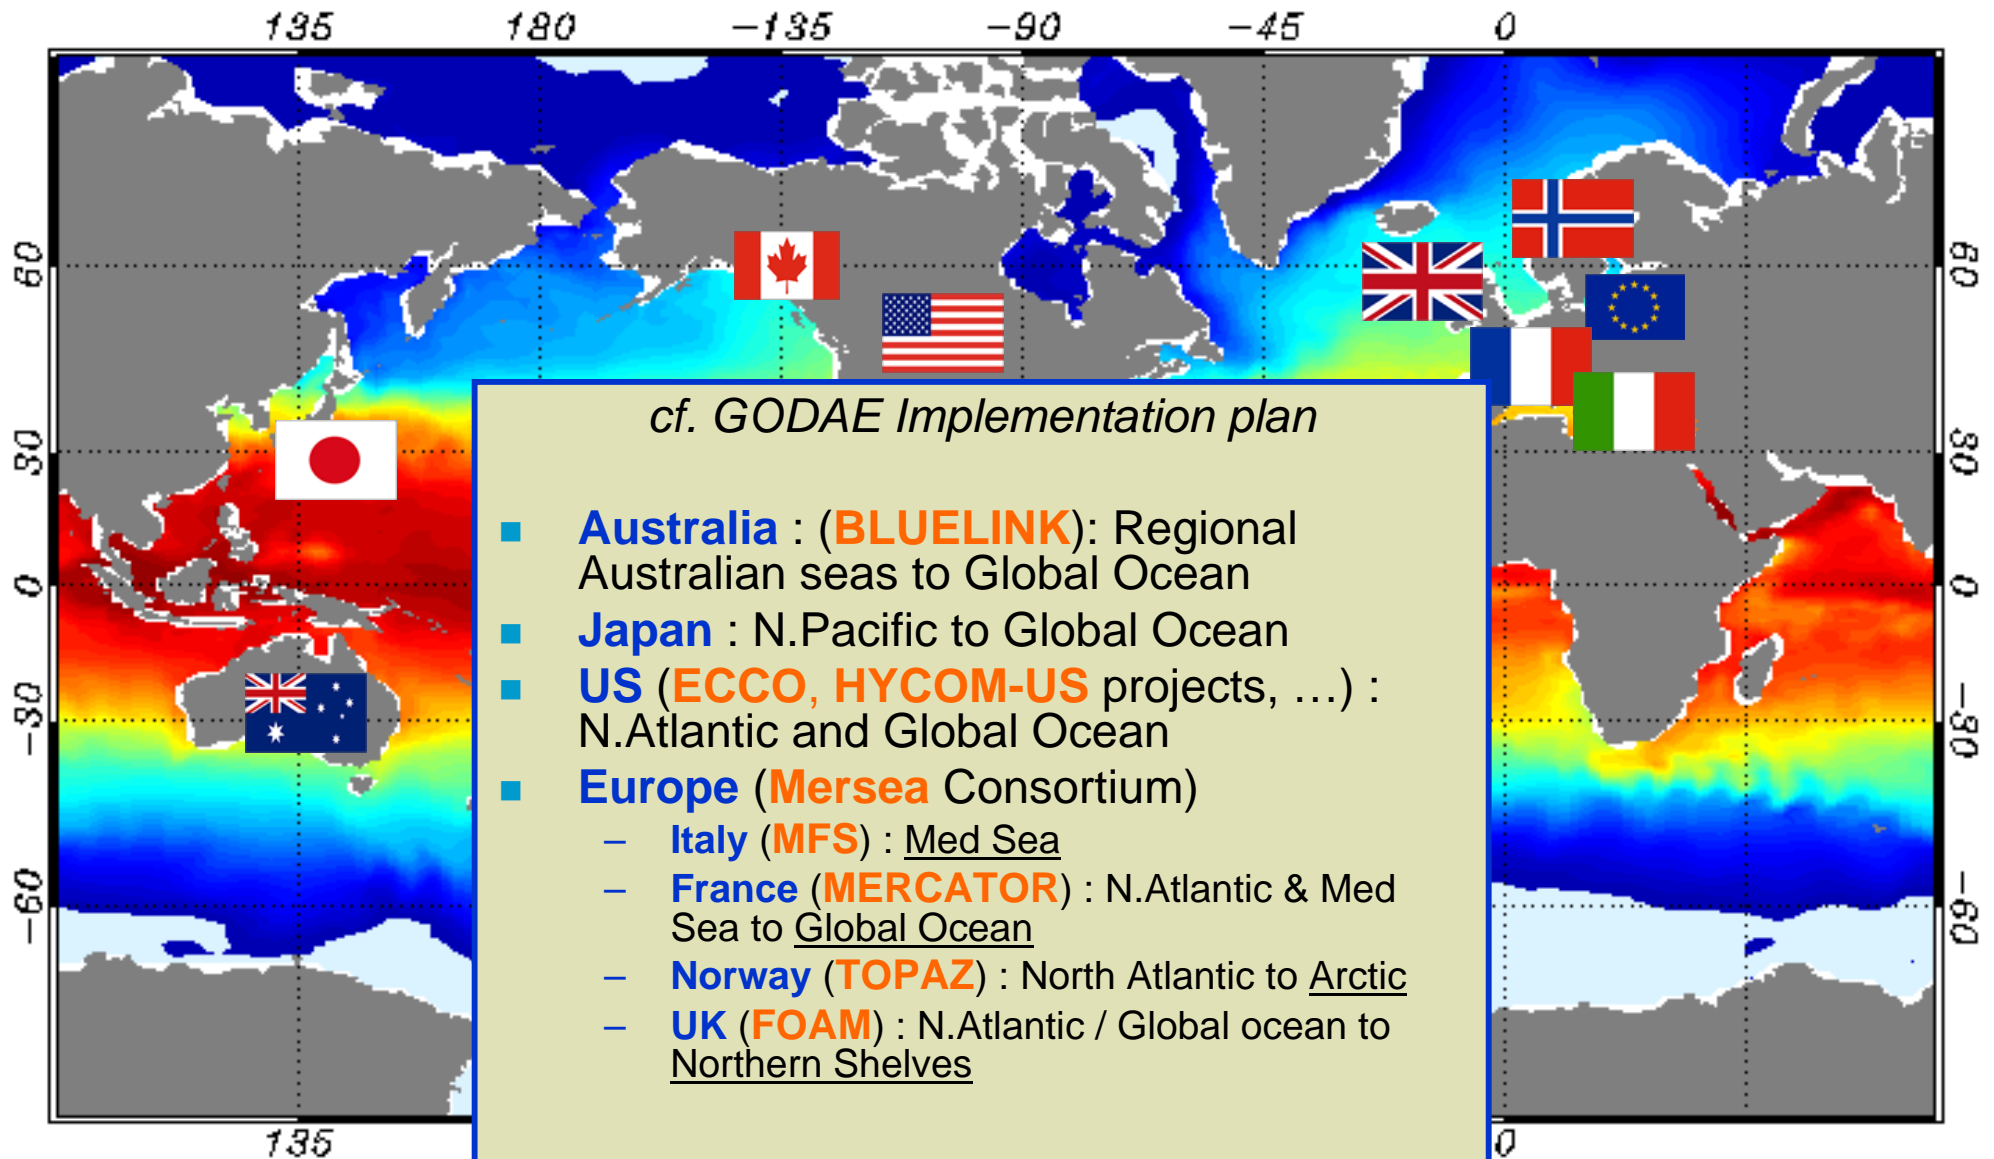 135 180 −135 −90 −45 0
60 60
30 30
0 0
−30 −30
−60 −60
135 0
cf. GODAE Implementation plan
■ Australia : (BLUELINK): Regional
Australian seas to Global Ocean
■ Japan : N.Pacific to Global Ocean
■ US (ECCO, HYCOM-US projects, …) :
N.Atlantic and Global Ocean
■ Europe (Mersea Consortium)
– Italy (MFS) : Med Sea
– France (MERCATOR) : N.Atlantic & Med
Sea to Global Ocean
– Norway (TOPAZ) : North Atlantic to Arctic
– UK (FOAM) : N.Atlantic / Global ocean to
Northern Shelves